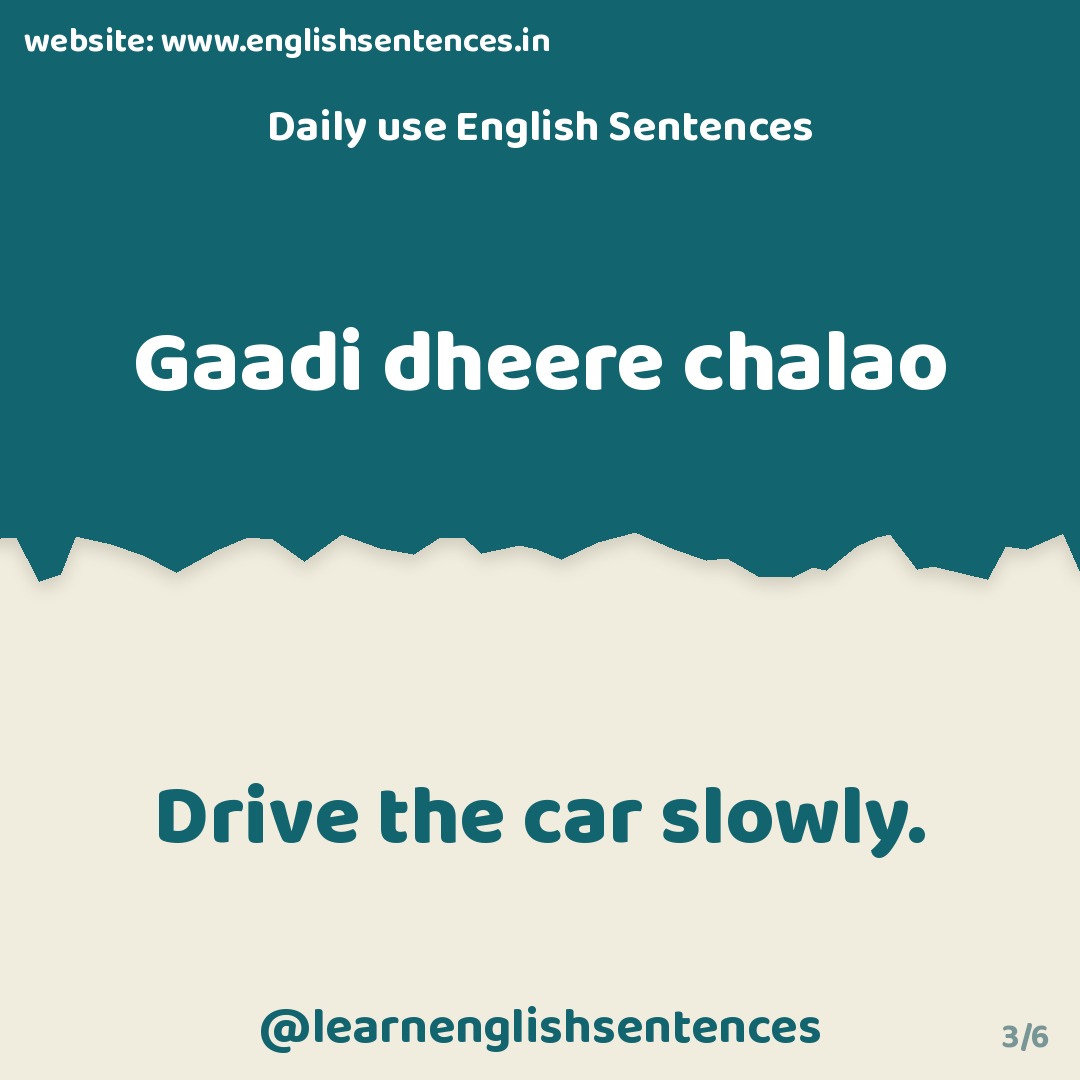 website: www.englishsentences.in
Daily use English Sentences
Gaadi dheere chalao
Drive the car slowly.
@learnenglishsentences
3/6